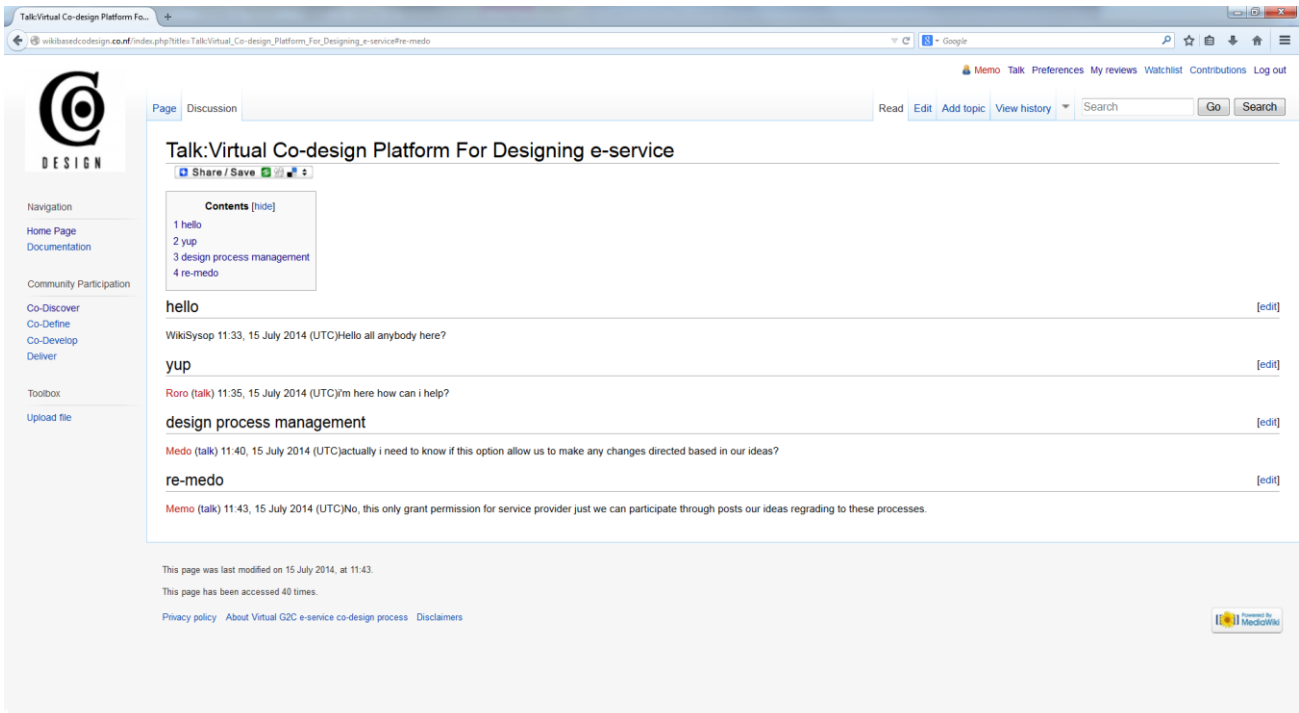 Talk:Virtual Co-design Platform Fo...
wikibasedcodesign.co.nf/index.php?title=Talk:Virtual_Co-design_Platform_For_Designing_e-service#re-medo
Google
Memo Talk Preferences My reviews Watchlist Contributions Log out
Page Discussion Read Edit Add topic View history Search Go Search
CO
DESIGN
Talk:Virtual Co-design Platform For Designing e-service
Share / Save
Contents [hide]
1 hello
2 yup
3 design process management
4 re-medo
Navigation
Home Page
Documentation
Community Participation
Co-Discover
Co-Define
Co-Develop
Deliver
Toolbox
Upload file
hello [edit]
WikiSysop 11:33, 15 July 2014 (UTC)Hello all anybody here?
yup [edit]
Roro (talk) 11:35, 15 July 2014 (UTC)i'm here how can i help?
design process management [edit]
Medo (talk) 11:40, 15 July 2014 (UTC)actually i need to know if this option allow us to make any changes directed based in our ideas?
re-medo [edit]
Memo (talk) 11:43, 15 July 2014 (UTC)No, this only grant permission for service provider just we can participate through posts our ideas regrading to these processes.
This page was last modified on 15 July 2014, at 11:43.
This page has been accessed 40 times.
Privacy policy About Virtual G2C e-service co-design process Disclaimers
Powered By
MediaWiki